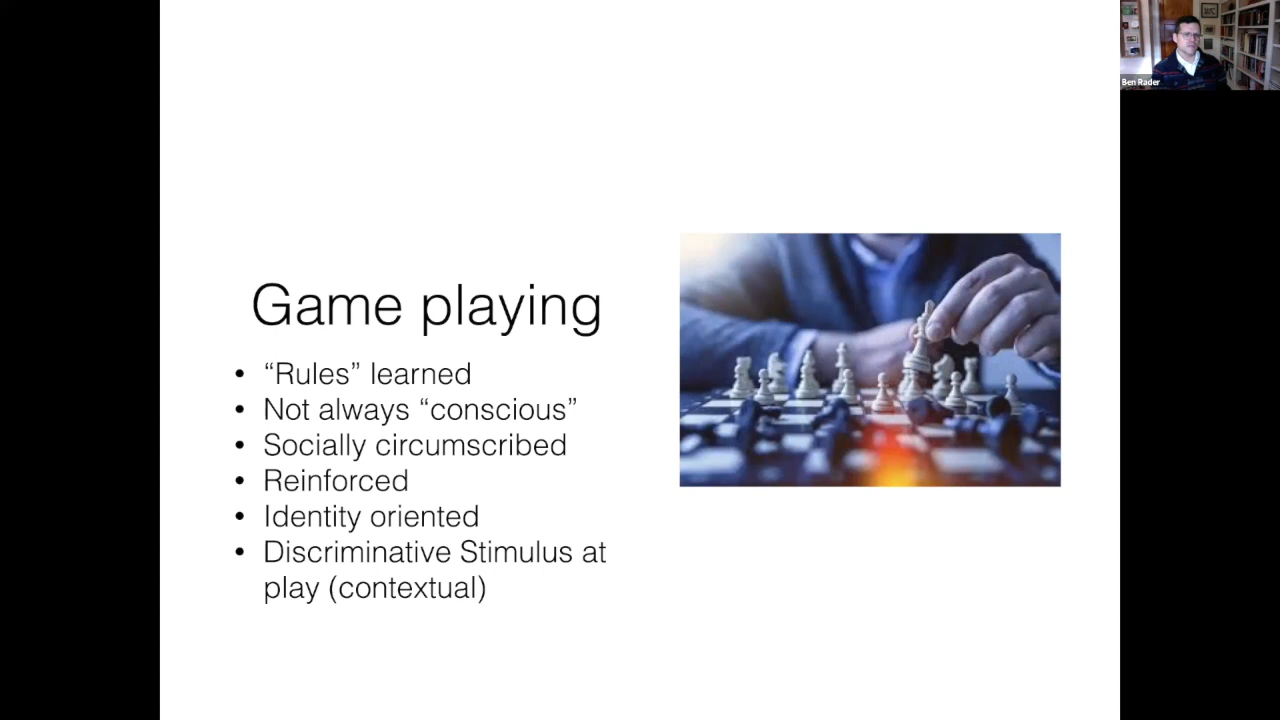 Ben Rader
Game playing
• “Rules” learned
• Not always “conscious”
• Socially circumscribed
• Reinforced
• Identity oriented
• Discriminative Stimulus at
play (contextual)